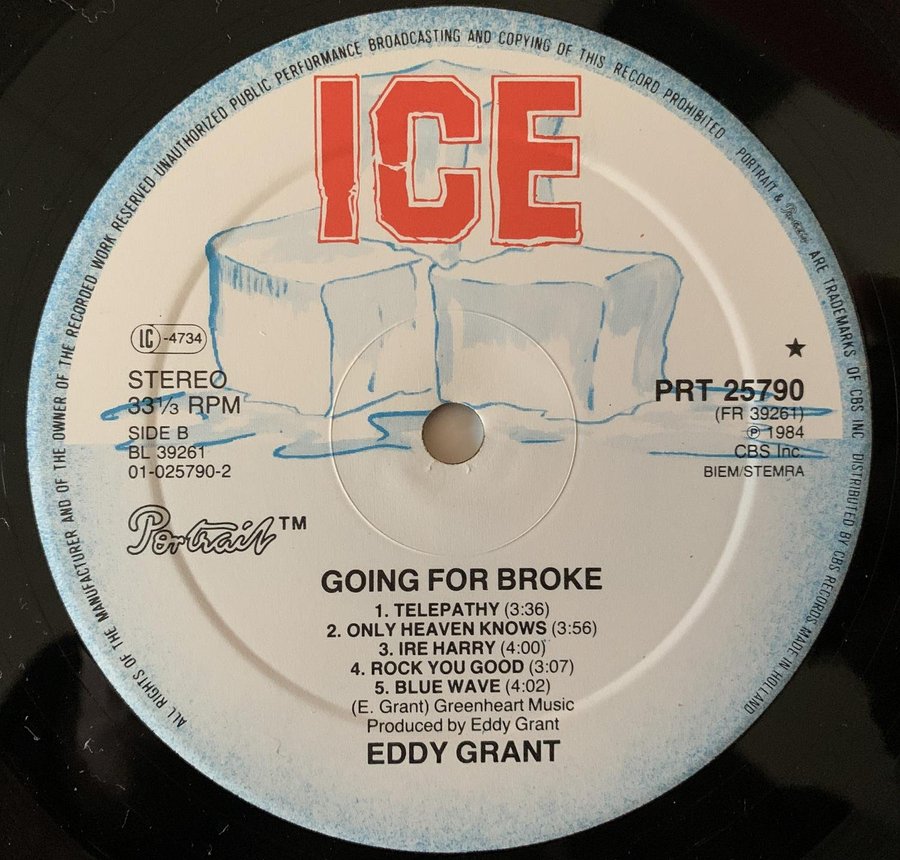 ALL RIGHTS OF THE MANUFACTURER AND OF THE OWNER OF THE RECORDED WORK RESERVED UNAUTHORIZED PUBLIC PERFORMANCE BROADCASTING AND COPYING OF THIS RECORD PROHIBITED PORTRAIT & Portrait ARE TRADEMARKS OF CBS INC DISTRIBUTED BY CBS RECORDS MADE IN HOLLAND
ICE
LC -4734
STEREO
33 1/3 RPM
SIDE B
BL 39261
01-025790-2
Portrait™
★
PRT 25790
(FR 39261)
℗ 1984
CBS Inc.
BIEM/STEMRA
GOING FOR BROKE
1. TELEPATHY (3:36)
2. ONLY HEAVEN KNOWS (3:56)
3. IRE HARRY (4:00)
4. ROCK YOU GOOD (3:07)
5. BLUE WAVE (4:02)
(E. Grant) Greenheart Music
Produced by Eddy Grant
EDDY GRANT